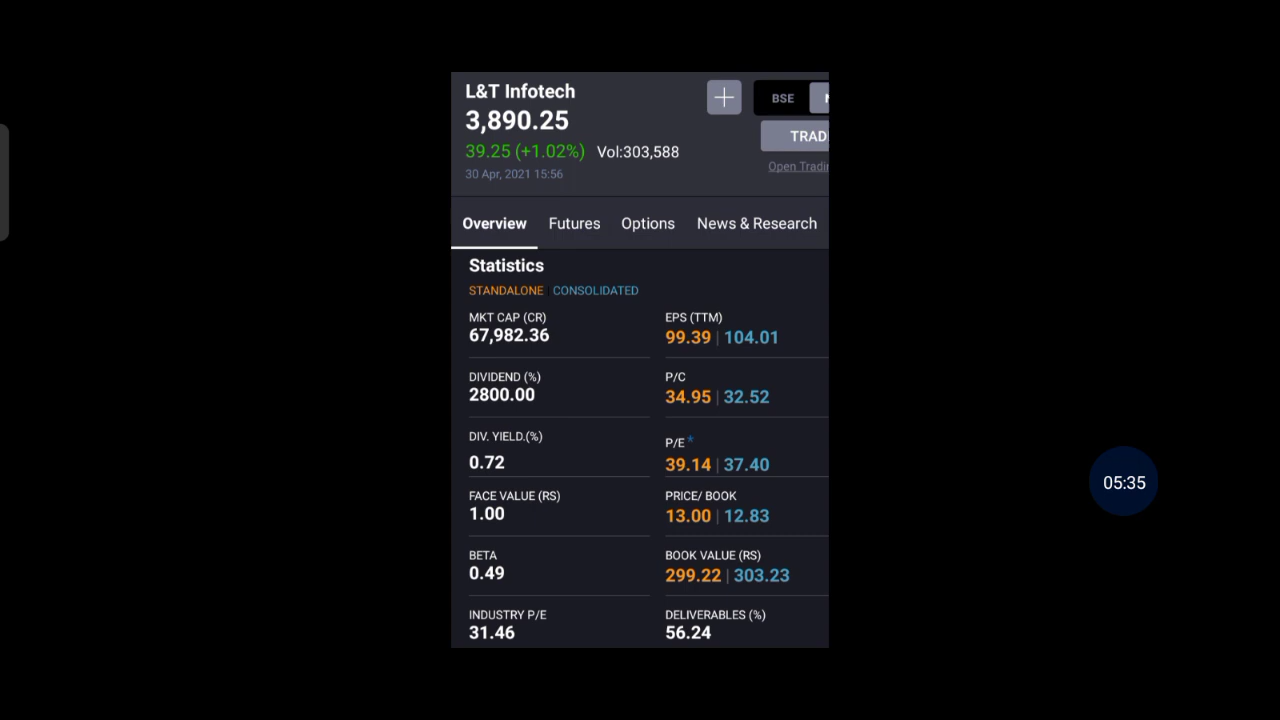 L&T Infotech
BSE
3,890.25
TRAD
39.25 (+1.02%) Vol:303,588
Open Tradi
30 Apr, 2021 15:56
Overview Futures Options News & Research
Statistics
STANDALONE | CONSOLIDATED
MKT CAP (CR) EPS (TTM)
67,982.36 99.39 | 104.01
DIVIDEND (%) P/C
2800.00 34.95 | 32.52
DIV. YIELD.(%) P/E *
0.72 39.14 | 37.40
FACE VALUE (RS) PRICE/ BOOK
1.00 13.00 | 12.83
BETA BOOK VALUE (RS)
0.49 299.22 | 303.23
INDUSTRY P/E DELIVERABLES (%)
31.46 56.24
05:35